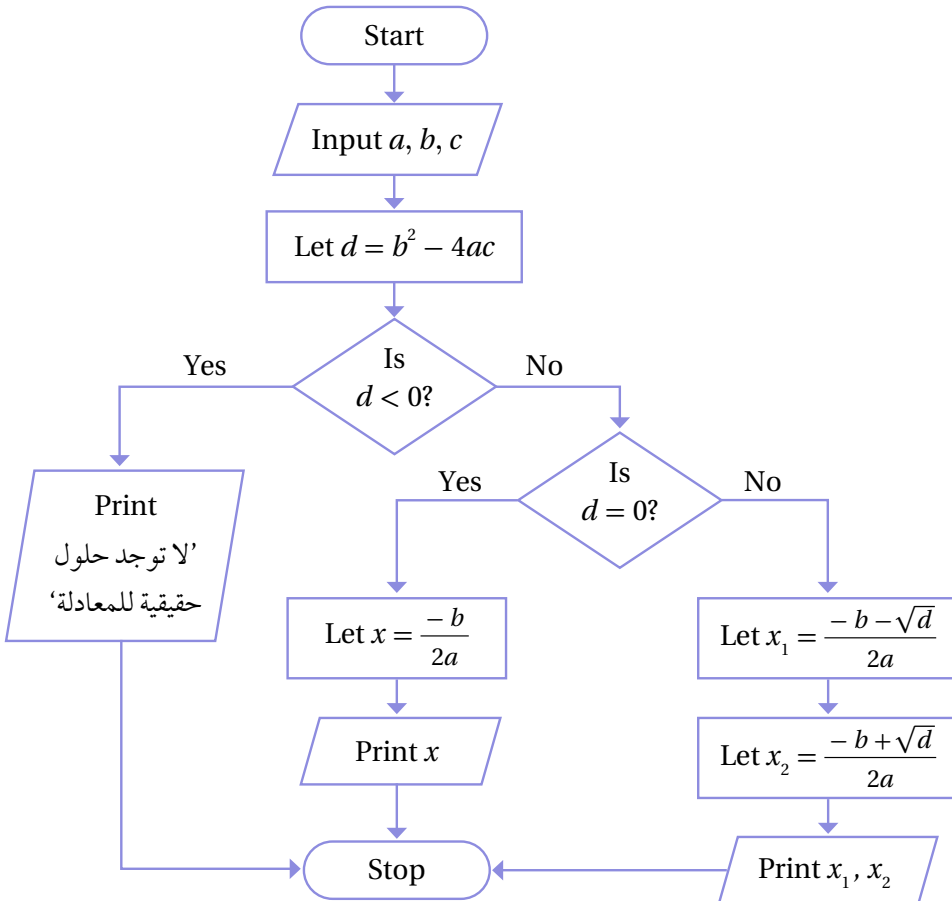 Start
Input a, b, c
Let d = b² − 4ac
Is
d < 0?
Yes
No
Print
’لا توجد حلول
حقيقية للمعادلة‘
Is
d = 0?
Yes
No
Let x = −b / 2a
Print x
Let x₁ = (−b − √d) / 2a
Let x₂ = (−b + √d) / 2a
Print x₁, x₂
Stop